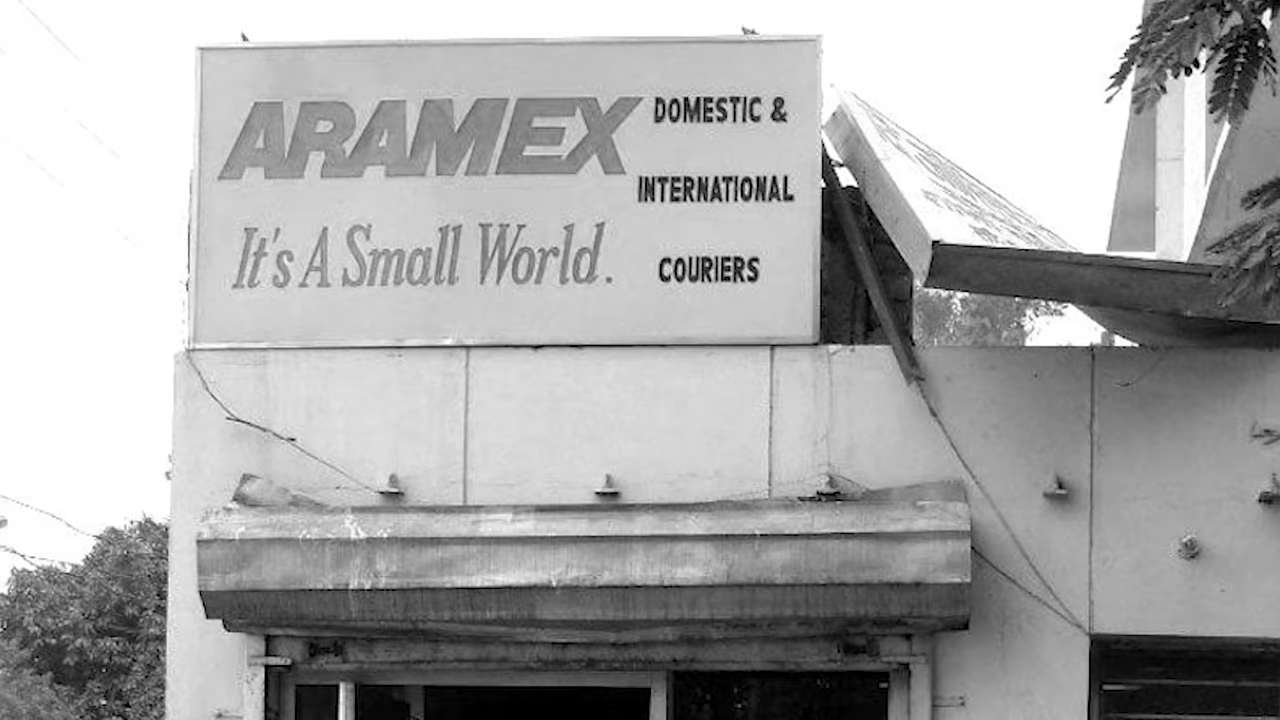 ARAMEX
It's A Small World.
DOMESTIC &
INTERNATIONAL
COURIERS